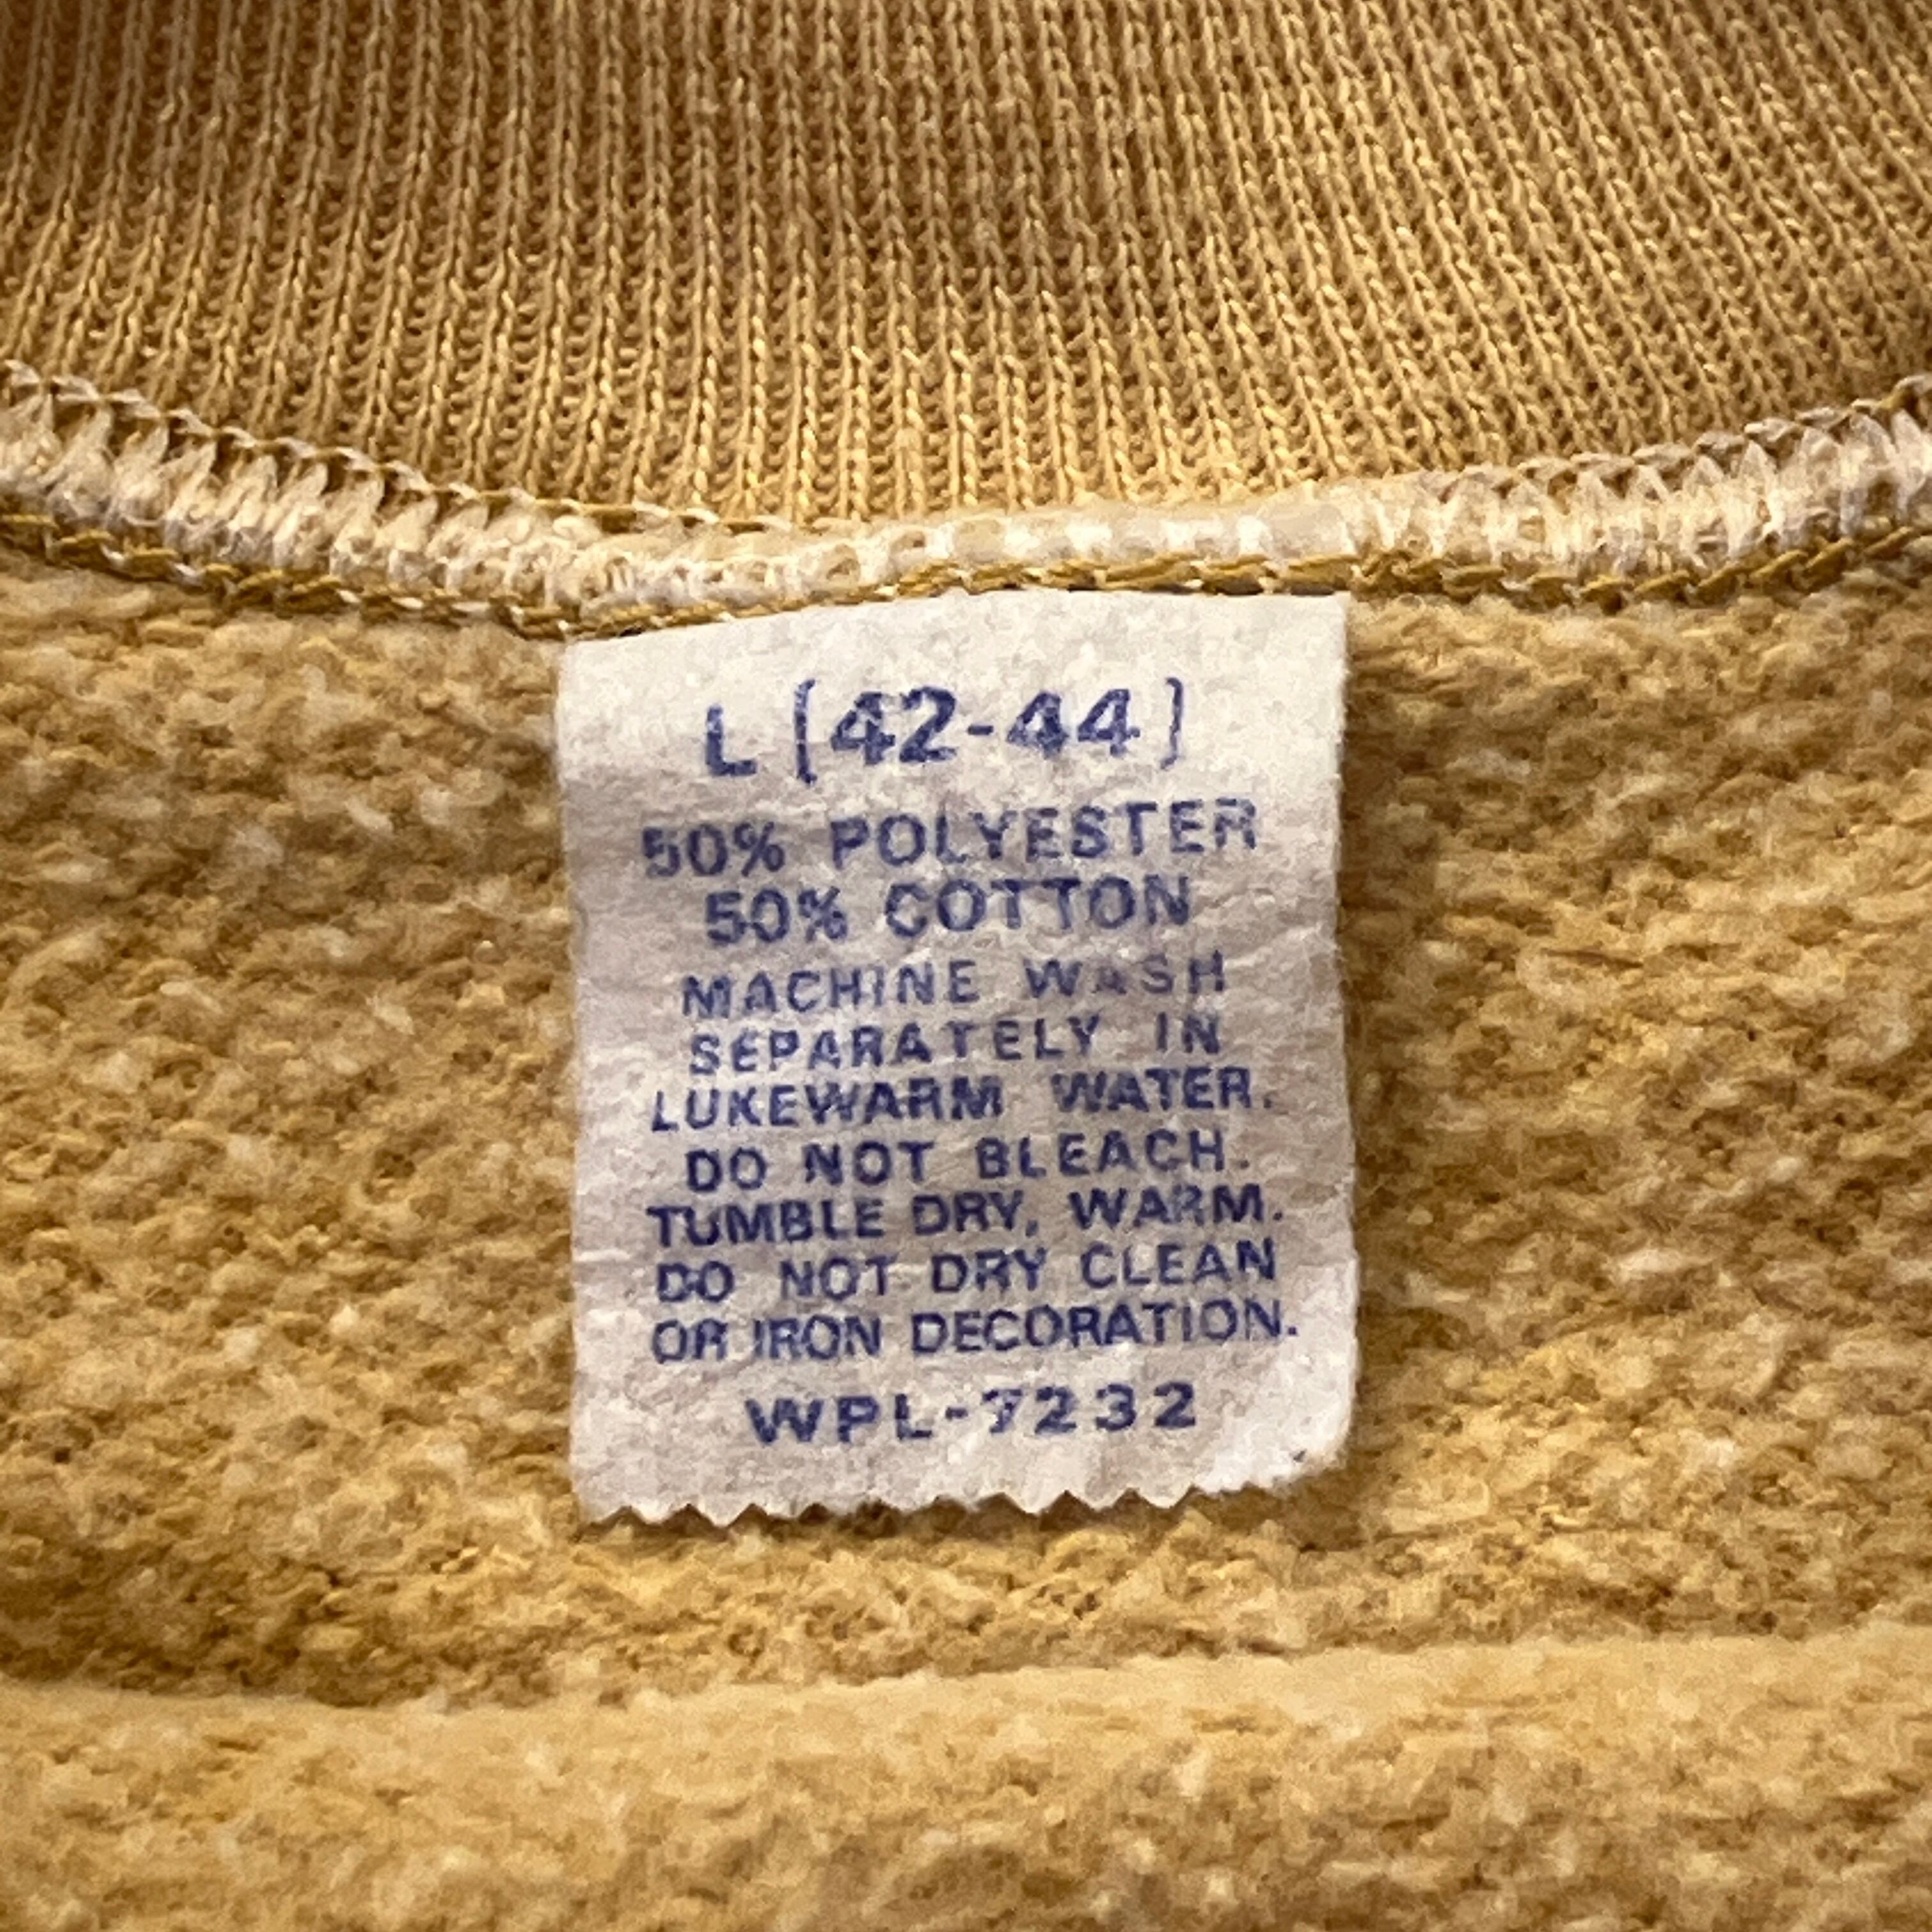 L [42-44]
50% POLYESTER
50% COTTON
MACHINE WASH
SEPARATELY IN
LUKEWARM WATER.
DO NOT BLEACH.
TUMBLE DRY, WARM.
DO NOT DRY CLEAN
OR IRON DECORATION.
WPL-7232